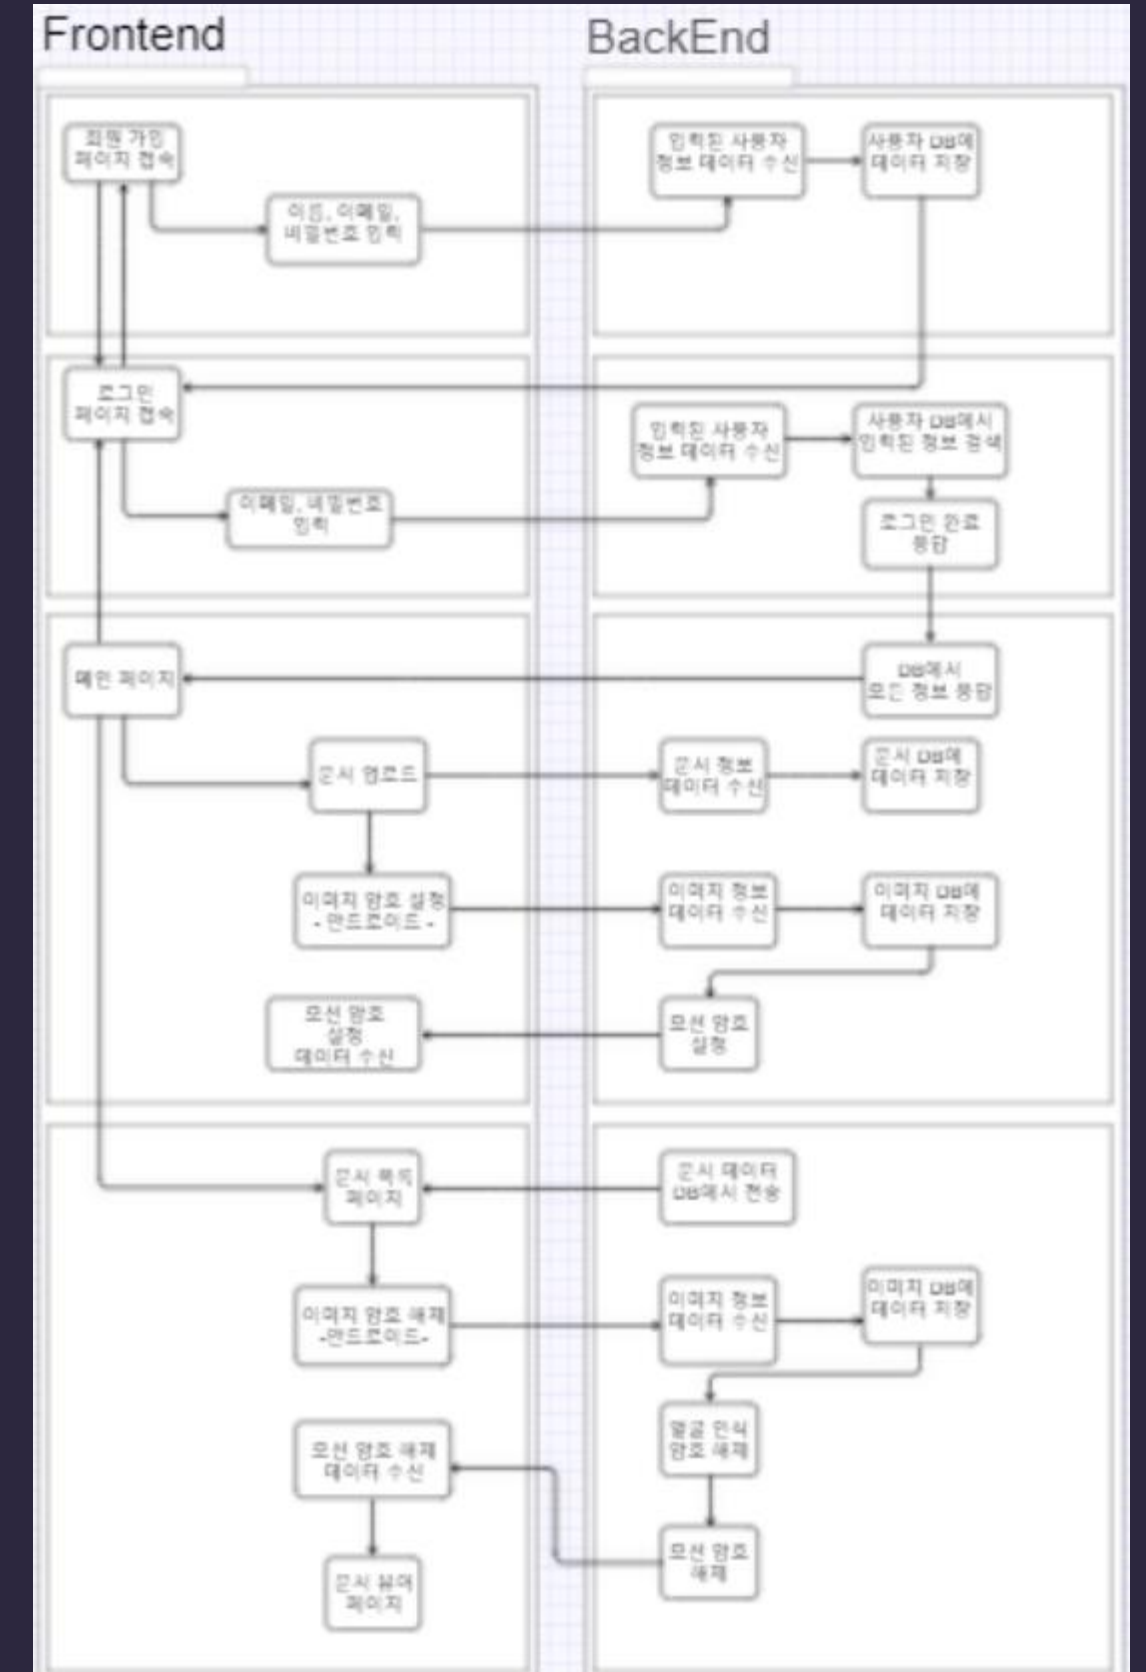 Frontend
BackEnd
회원 가입
페이지 접속
이름, 이메일,
비밀번호 입력
입력된 사용자
정보 데이터 수신
사용자 DB에
데이터 저장
로그인
페이지 접속
이메일, 비밀번호
입력
입력된 사용자
정보 데이터 수신
사용자 DB에서
입력된 정보 검색
로그인 완료
응답
메인 페이지
DB에서
모든 정보 응답
문서 업로드
문서 정보
데이터 수신
문서 DB에
데이터 저장
이미지 암호 설정
- 안드로이드 -
이미지 정보
데이터 수신
이미지 DB에
데이터 저장
모션 암호
설정
데이터 수신
모션 암호
설정
문서 목록
페이지
문서 데이터
DB에서 전송
이미지 암호 해제
-안드로이드-
이미지 정보
데이터 수신
이미지 DB에
데이터 저장
얼굴 인식
암호 해제
모션 암호 해제
데이터 수신
모션 암호
해제
문서 뷰어
페이지